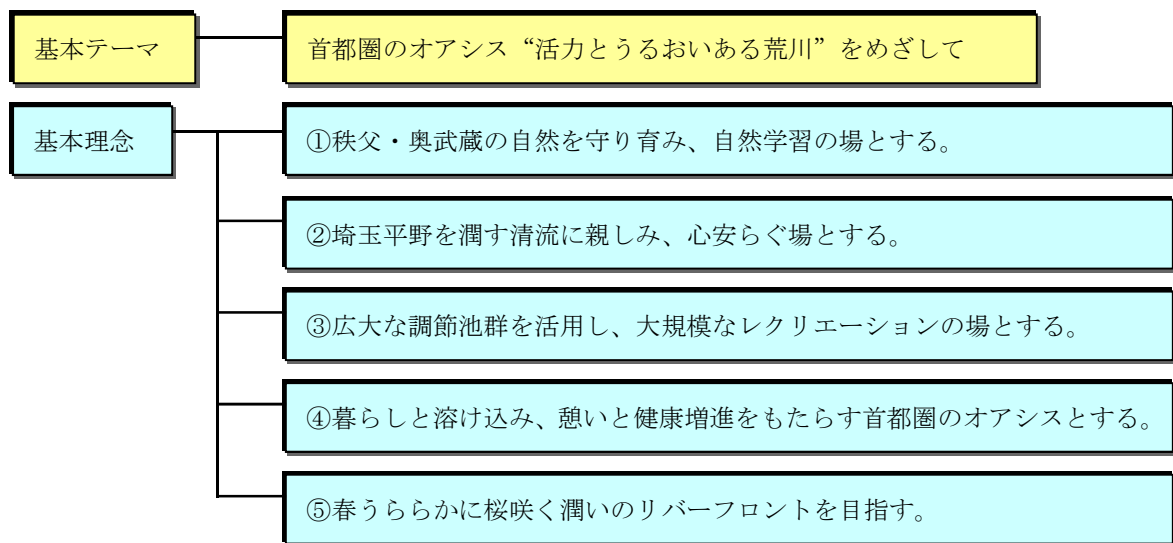 基本テーマ
首都圏のオアシス“活力とうるおいある荒川”をめざして
基本理念
①秩父・奥武蔵の自然を守り育み、自然学習の場とする。
②埼玉平野を潤す清流に親しみ、心安らぐ場とする。
③広大な調節池群を活用し、大規模なレクリエーションの場とする。
④暮らしと溶け込み、憩いと健康増進をもたらす首都圏のオアシスとする。
⑤春うららかに桜咲く潤いのリバーフロントを目指す。